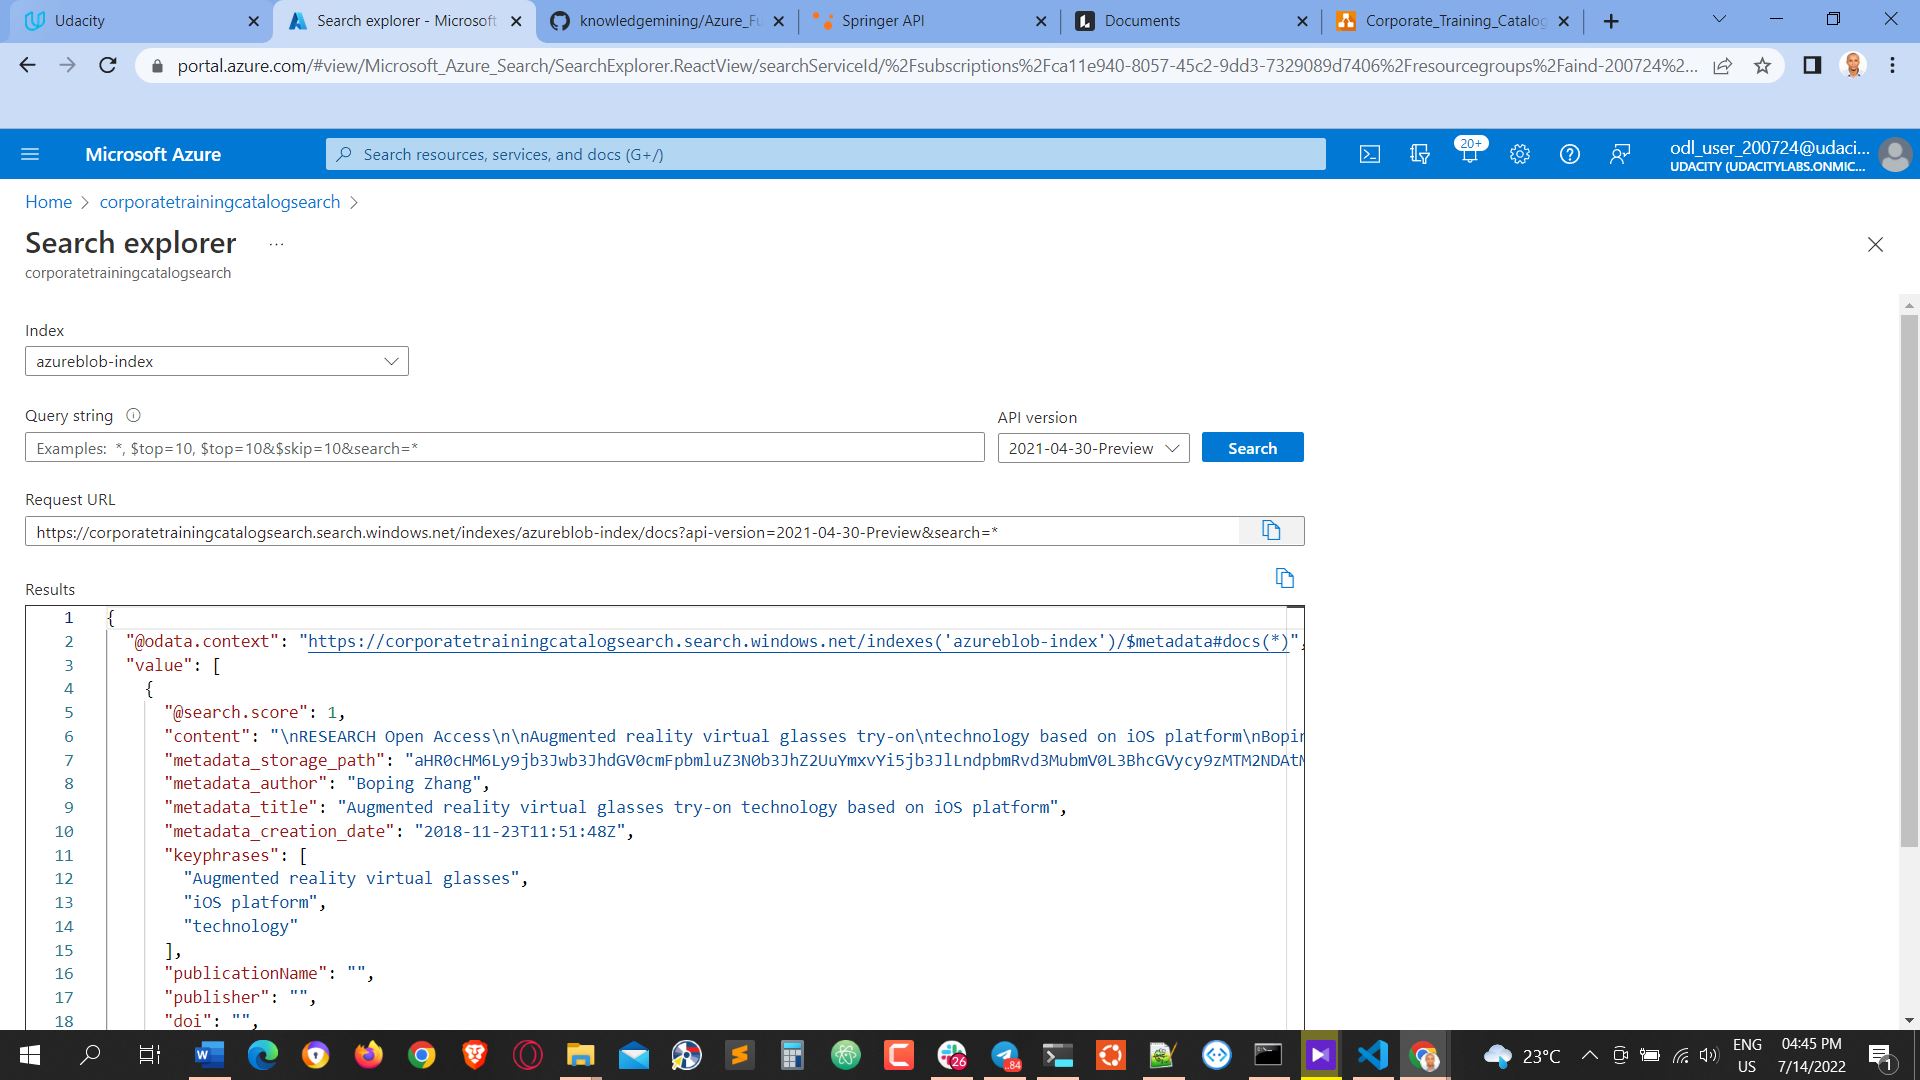 Udacity
Search explorer - Microsoft
knowledgemining/Azure_Fu
Springer API
Documents
Corporate_Training_Catalog
portal.azure.com/#view/Microsoft_Azure_Search/SearchExplorer.ReactView/searchServiceId/%2Fsubscriptions%2Fca11e940-8057-45c2-9dd3-7329089d7406%2Fresourcegroups%2Faind-200724%2...
Microsoft Azure
Search resources, services, and docs (G+/)
20+
odl_user_200724@udaci...
UDACITY (UDACITYLABS.ONMIC...
Home
corporatetrainingcatalogsearch
Search explorer
...
corporatetrainingcatalogsearch
Index
azureblob-index
Query string
API version
Examples: *, $top=10, $top=10&$skip=10&search=*
2021-04-30-Preview
Search
Request URL
https://corporatetrainingcatalogsearch.search.windows.net/indexes/azureblob-index/docs?api-version=2021-04-30-Preview&search=*
Results
1 {
2 "@odata.context": "https://corporatetrainingcatalogsearch.search.windows.net/indexes('azureblob-index')/$metadata#docs(*)",
3 "value": [
4 {
5 "@search.score": 1,
6 "content": "\nRESEARCH Open Access\n\nAugmented reality virtual glasses try-on\ntechnology based on iOS platform\nBopin
7 "metadata_storage_path": "aHR0cHM6Ly9jb3Jwb3JhdGV0cmFpbmluZ3N0b3JhZ2UuYmxvYi5jb3JlLndpbmRvd3MubmV0L3BhcGVycy9zMTM2NDAtM
8 "metadata_author": "Boping Zhang",
9 "metadata_title": "Augmented reality virtual glasses try-on technology based on iOS platform",
10 "metadata_creation_date": "2018-11-23T11:51:48Z",
11 "keyphrases": [
12 "Augmented reality virtual glasses",
13 "iOS platform",
14 "technology"
15 ],
16 "publicationName": "",
17 "publisher": "",
18 "doi": "",
26
84
23°C
ENG
US
04:45 PM
7/14/2022
1